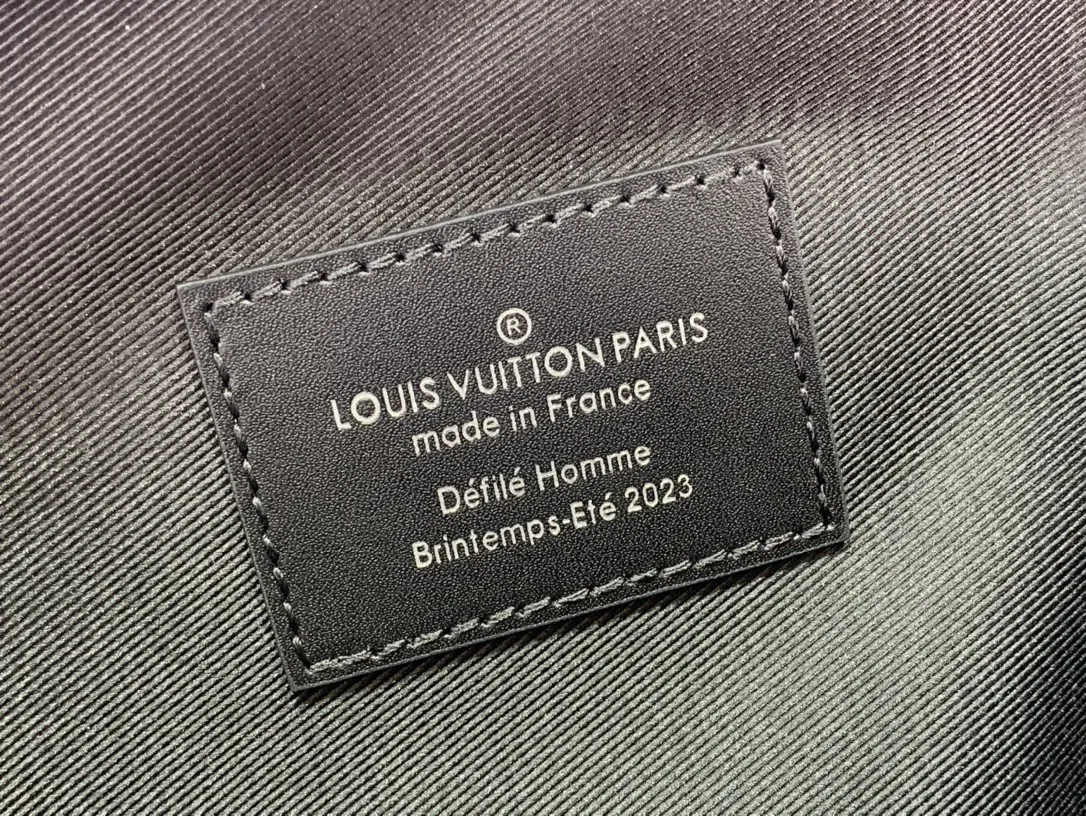 ®
LOUIS VUITTON PARIS
made in France
Défilé Homme
Brintemps-Eté 2023